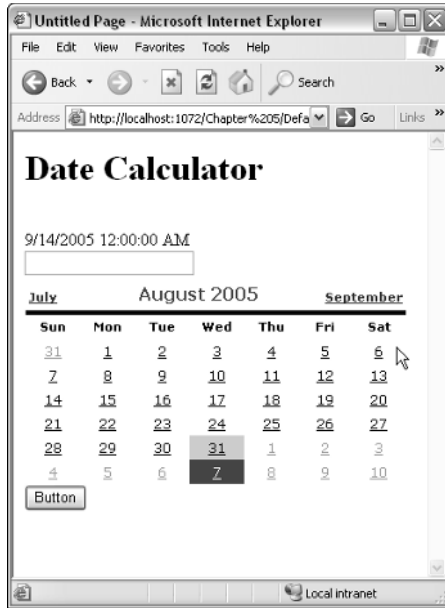 Untitled Page - Microsoft Internet Explorer
File Edit View Favorites Tools Help
Back Search
Address http://localhost:1072/Chapter%205/Defa Go Links
Date Calculator
9/14/2005 12:00:00 AM
July August 2005 September
Sun Mon Tue Wed Thu Fri Sat
31 1 2 3 4 5 6
7 8 9 10 11 12 13
14 15 16 17 18 19 20
21 22 23 24 25 26 27
28 29 30 31 1 2 3
4 5 6 7 8 9 10
Button
Local intranet